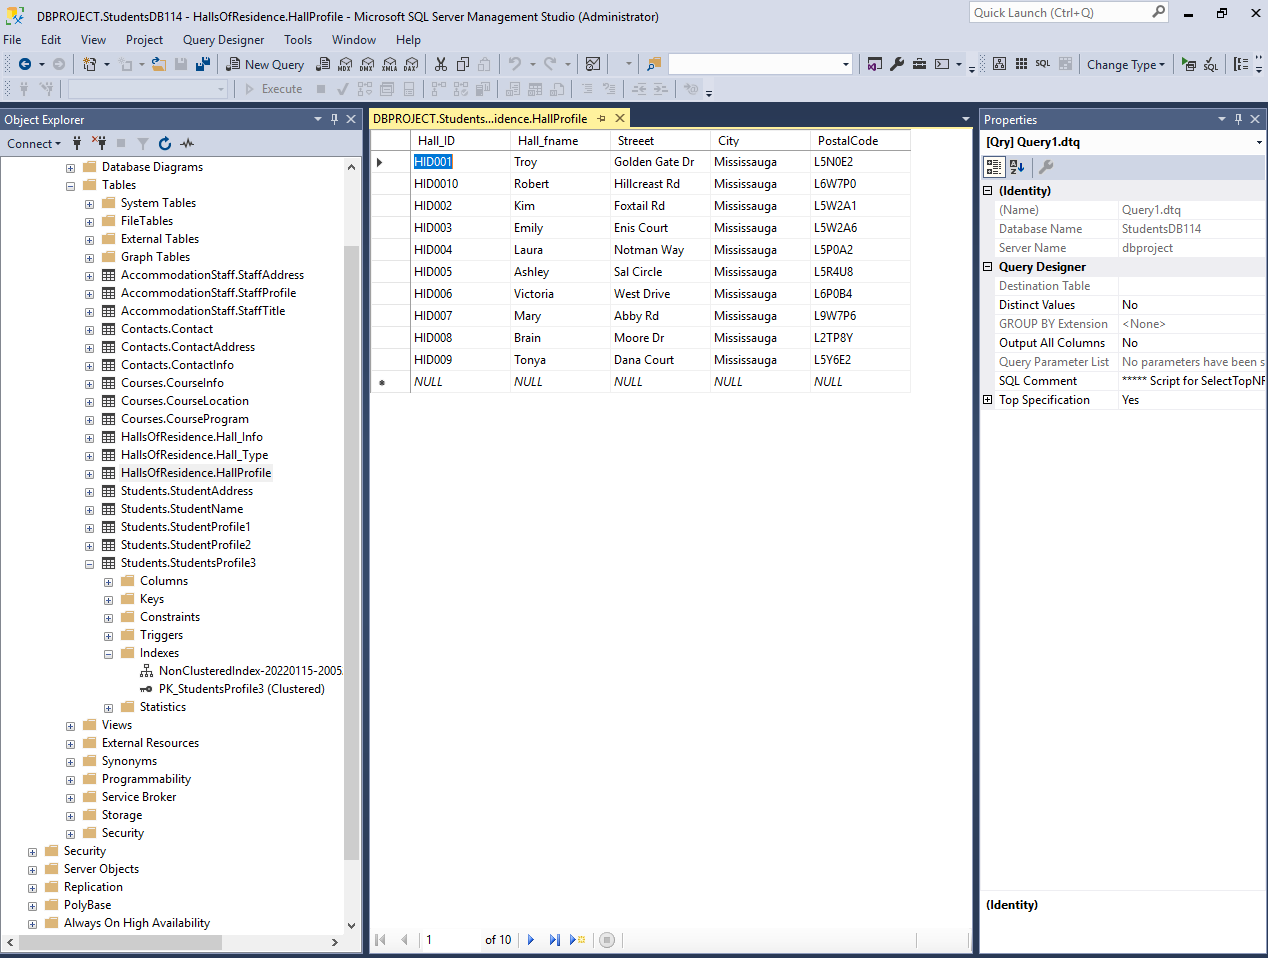 DBPROJECT.StudentsDB114 - HallsOfResidence.HallProfile - Microsoft SQL Server Management Studio (Administrator)
Quick Launch (Ctrl+Q)
File Edit View Project Query Designer Tools Window Help
New Query MDX DMX XMLA DAX SQL Change Type SQL
Execute
Object Explorer
Connect
Database Diagrams
Tables
System Tables
FileTables
External Tables
Graph Tables
AccommodationStaff.StaffAddress
AccommodationStaff.StaffProfile
AccommodationStaff.StaffTitle
Contacts.Contact
Contacts.ContactAddress
Contacts.ContactInfo
Courses.CourseInfo
Courses.CourseLocation
Courses.CourseProgram
HallsOfResidence.Hall_Info
HallsOfResidence.Hall_Type
HallsOfResidence.HallProfile
Students.StudentAddress
Students.StudentName
Students.StudentProfile1
Students.StudentProfile2
Students.StudentsProfile3
Columns
Keys
Constraints
Triggers
Indexes
NonClusteredIndex-20220115-2005
PK_StudentsProfile3 (Clustered)
Statistics
Views
External Resources
Synonyms
Programmability
Service Broker
Storage
Security
Security
Server Objects
Replication
PolyBase
Always On High Availability
DBPROJECT.Students...idence.HallProfile
Hall_ID Hall_fname Streeet City PostalCode
HID001 Troy Golden Gate Dr Mississauga L5N0E2
HID0010 Robert Hillcreast Rd Mississauga L6W7P0
HID002 Kim Foxtail Rd Mississauga L5W2A1
HID003 Emily Enis Court Mississauga L5W2A6
HID004 Laura Notman Way Mississauga L5P0A2
HID005 Ashley Sal Circle Mississauga L5R4U8
HID006 Victoria West Drive Mississauga L6P0B4
HID007 Mary Abby Rd Mississauga L9W7P6
HID008 Brain Moore Dr Mississauga L2TP8Y
HID009 Tonya Dana Court Mississauga L5Y6E2
NULL NULL NULL NULL NULL
1 of 10
Properties
[Qry] Query1.dtq
(Identity)
(Name) Query1.dtq
Database Name StudentsDB114
Server Name dbproject
Query Designer
Destination Table
Distinct Values No
GROUP BY Extension <None>
Output All Columns No
Query Parameter List No parameters have been s
SQL Comment ***** Script for SelectTopNR
Top Specification Yes
(Identity)